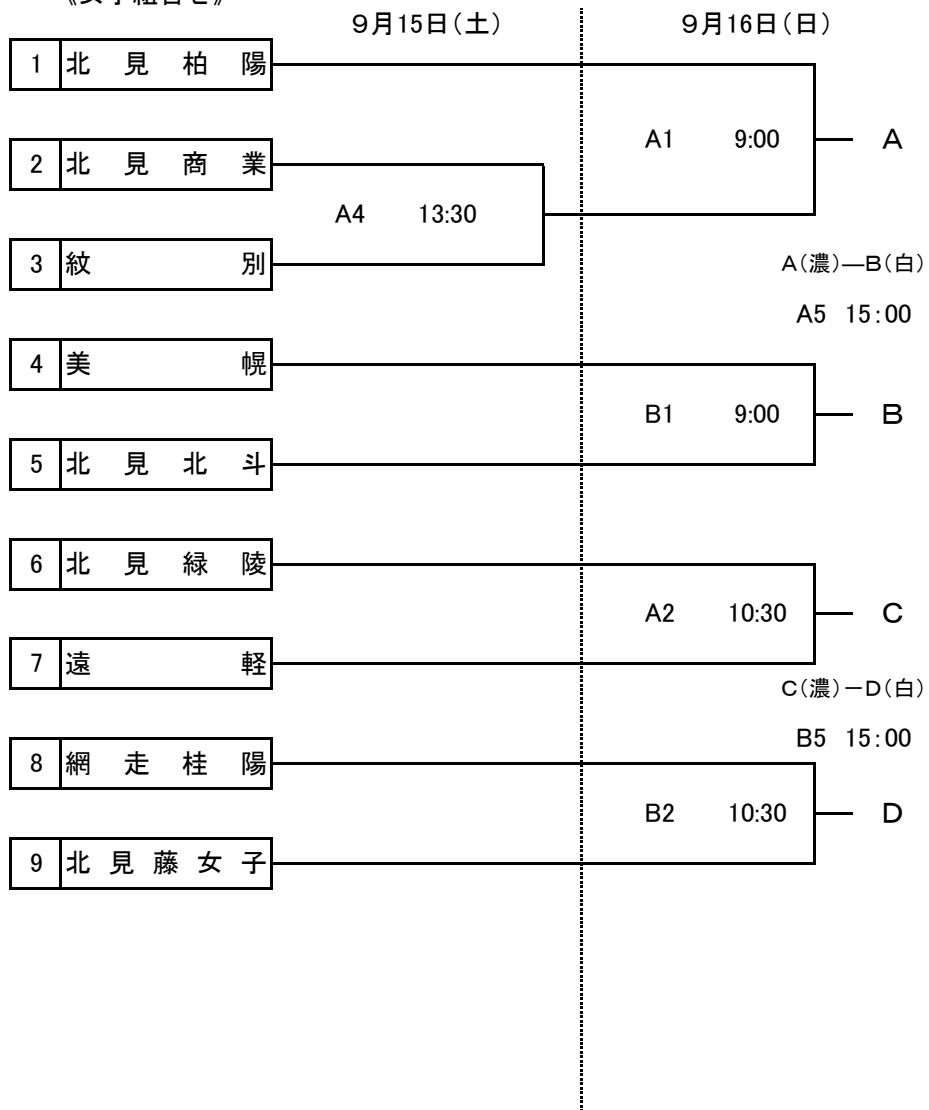 《女子組合せ》
9月15日(土) 9月16日(日)
1 北見柏陽
A1 9:00 A
2 北見商業
A4 13:30
3 紋別
A(濃)―B(白)
A5 15:00
4 美幌
B1 9:00 B
5 北見北斗
6 北見緑陵
A2 10:30 C
7 遠軽
C(濃)－D(白)
B5 15:00
8 網走桂陽
B2 10:30 D
9 北見藤女子